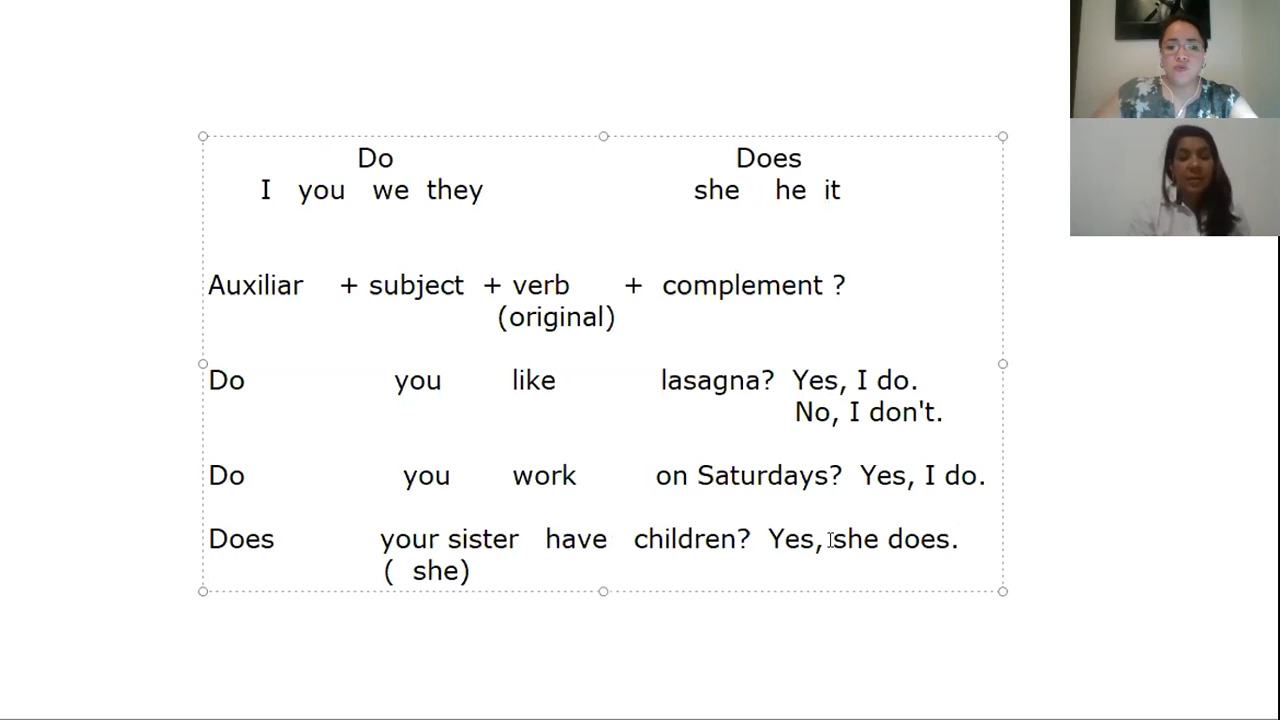 Do Does
I you we they she he it
Auxiliar + subject + verb + complement ?
(original)
Do you like lasagna? Yes, I do.
No, I don't.
Do you work on Saturdays? Yes, I do.
Does your sister have children? Yes, she does.
( she)